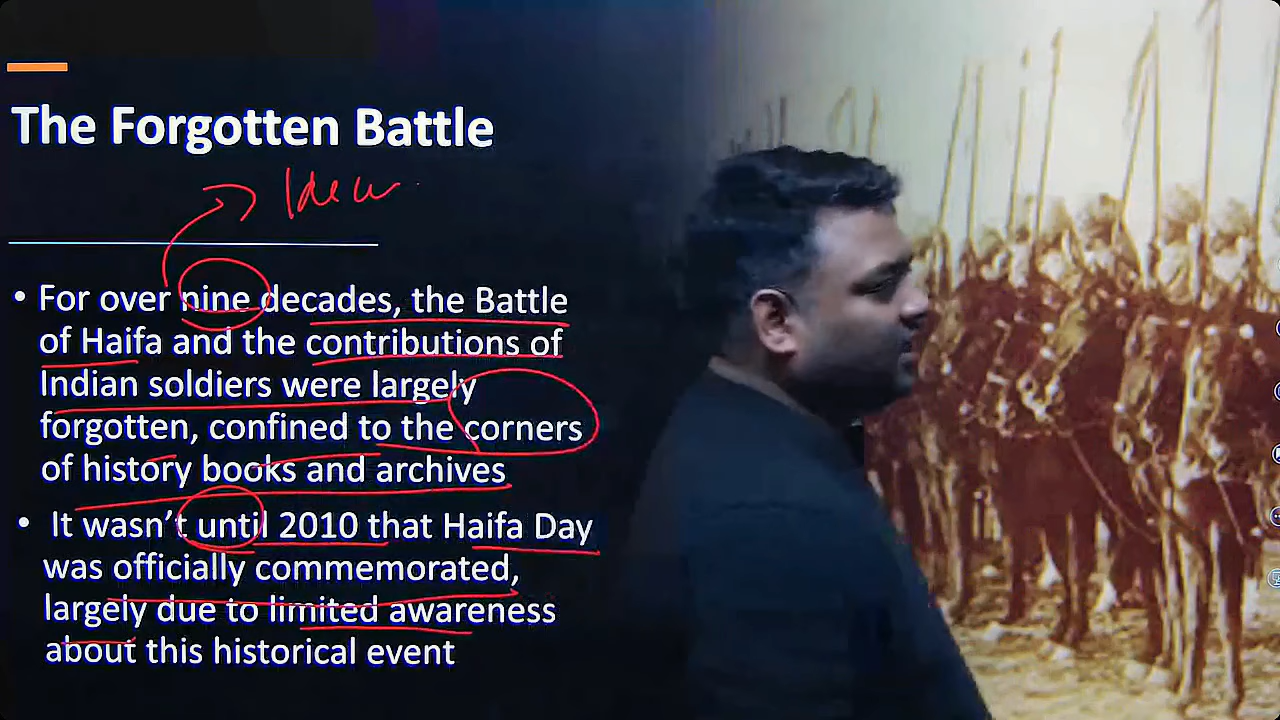 The Forgotten Battle
• For over nine decades, the Battle
of Haifa and the contributions of
Indian soldiers were largely
forgotten, confined to the corners
of history books and archives
• It wasn't until 2010 that Haifa Day
was officially commemorated,
largely due to limited awareness
about this historical event